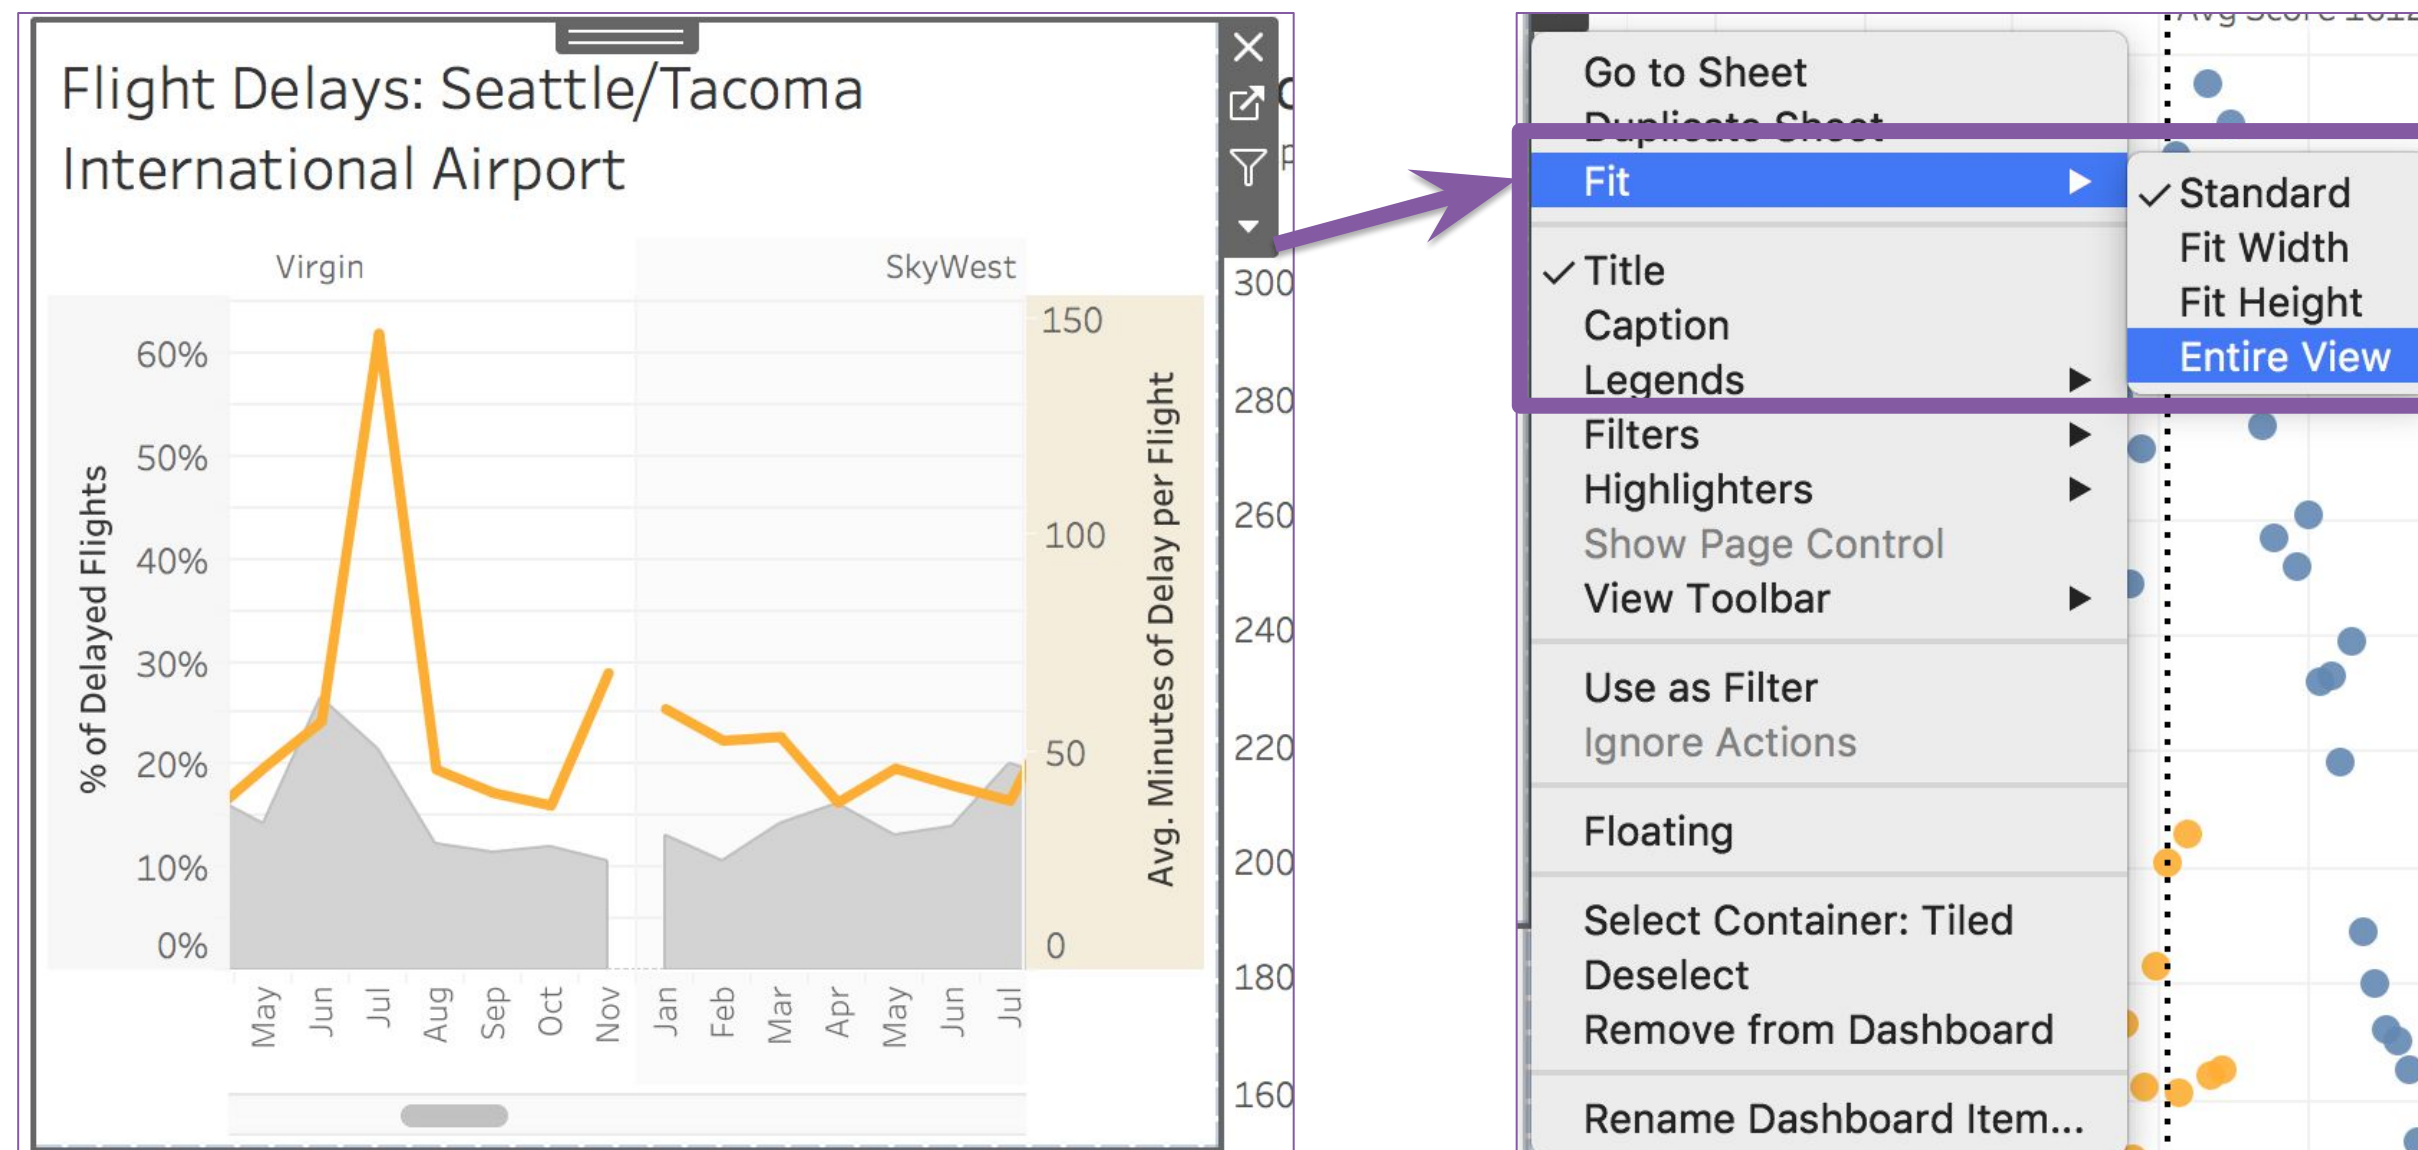 Flight Delays: Seattle/Tacoma
International Airport
Virgin
SkyWest
% of Delayed Flights
60%
50%
40%
30%
20%
10%
0%
150
100
50
0
Avg. Minutes of Delay per Flight
May
Jun
Jul
Aug
Sep
Oct
Nov
Jan
Feb
Mar
Apr
May
Jun
Jul
300
280
260
240
220
200
180
160
Go to Sheet
Duplicate Sheet
Fit
Title
Caption
Legends
Filters
Highlighters
Show Page Control
View Toolbar
Use as Filter
Ignore Actions
Floating
Select Container: Tiled
Deselect
Remove from Dashboard
Rename Dashboard Item...
Standard
Fit Width
Fit Height
Entire View
Avg Score